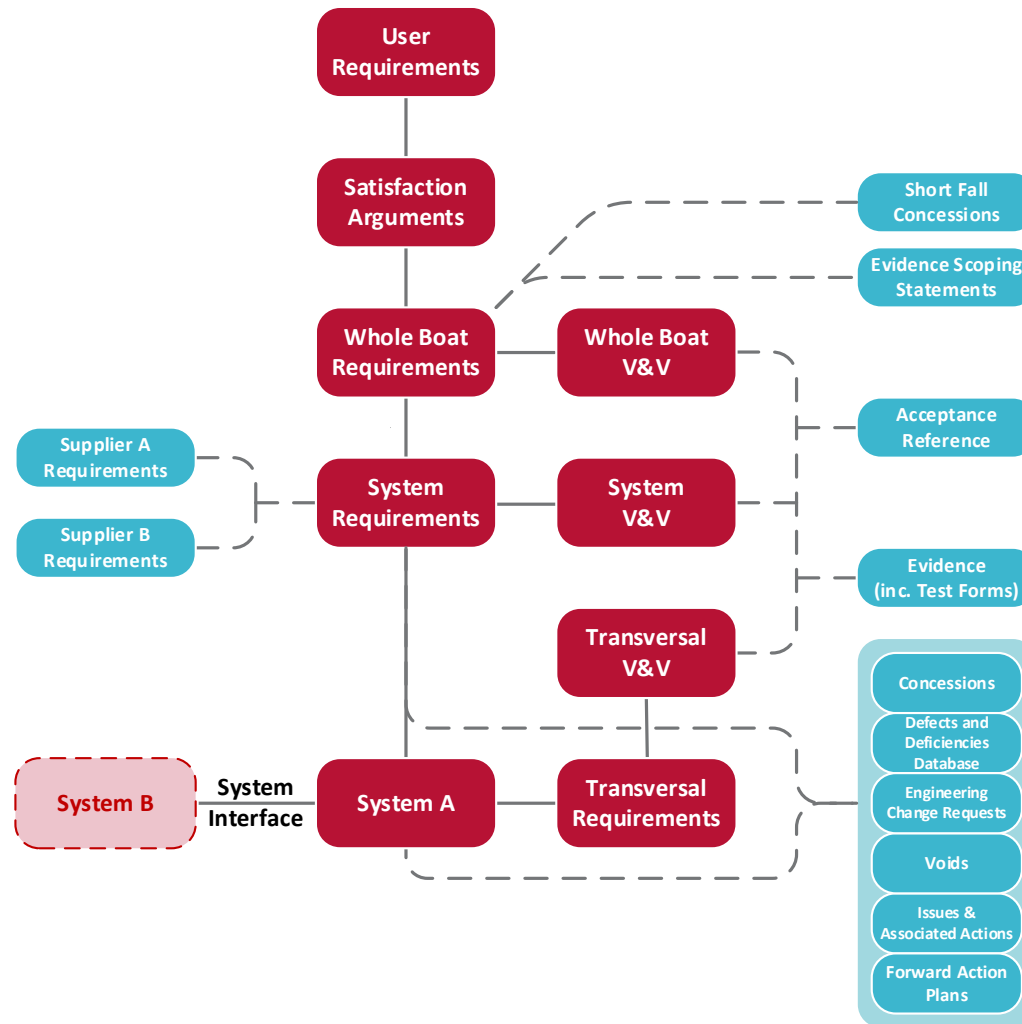 User
Requirements
Satisfaction
Arguments
Short Fall
Concessions
Evidence Scoping
Statements
Whole Boat
Requirements
Whole Boat
V&V
Acceptance
Reference
Supplier A
Requirements
System
Requirements
System
V&V
Supplier B
Requirements
Evidence
(inc. Test Forms)
Transversal
V&V
Concessions
Defects and
Deficiencies
Database
System B
System
Interface
System A
Transversal
Requirements
Engineering
Change Requests
Voids
Issues &
Associated Actions
Forward Action
Plans